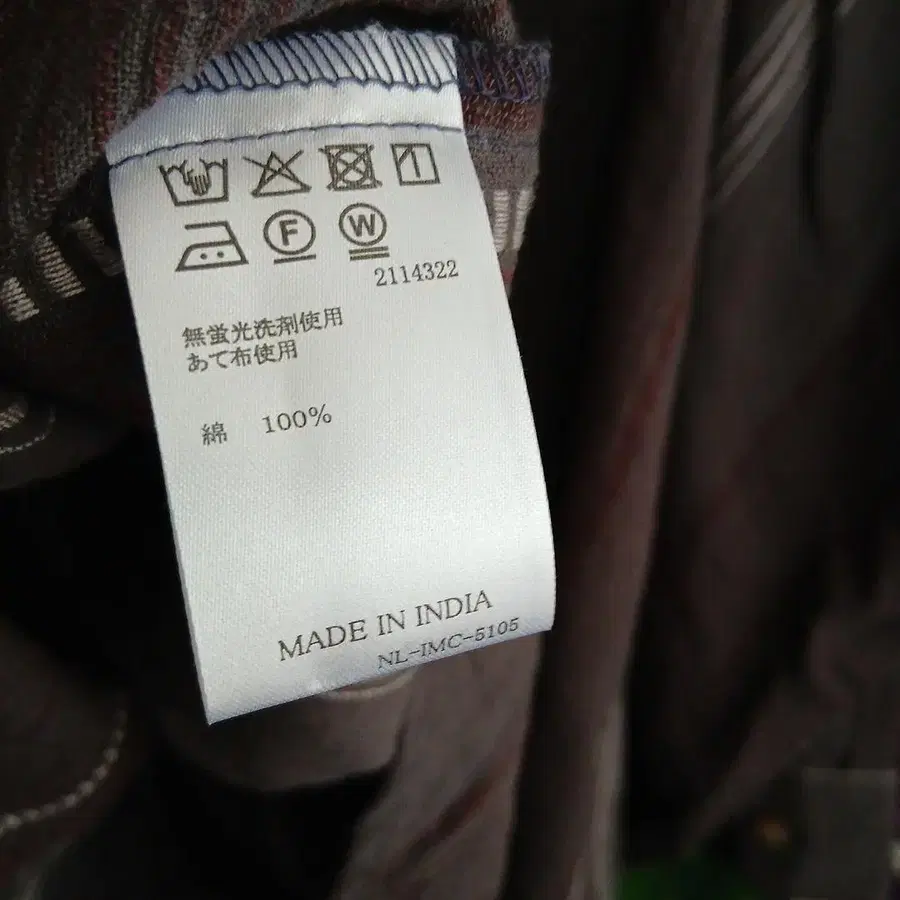 F W
2114322
無蛍光洗剤使用
あて布使用
綿 100%
MADE IN INDIA
NL-IMC-5105